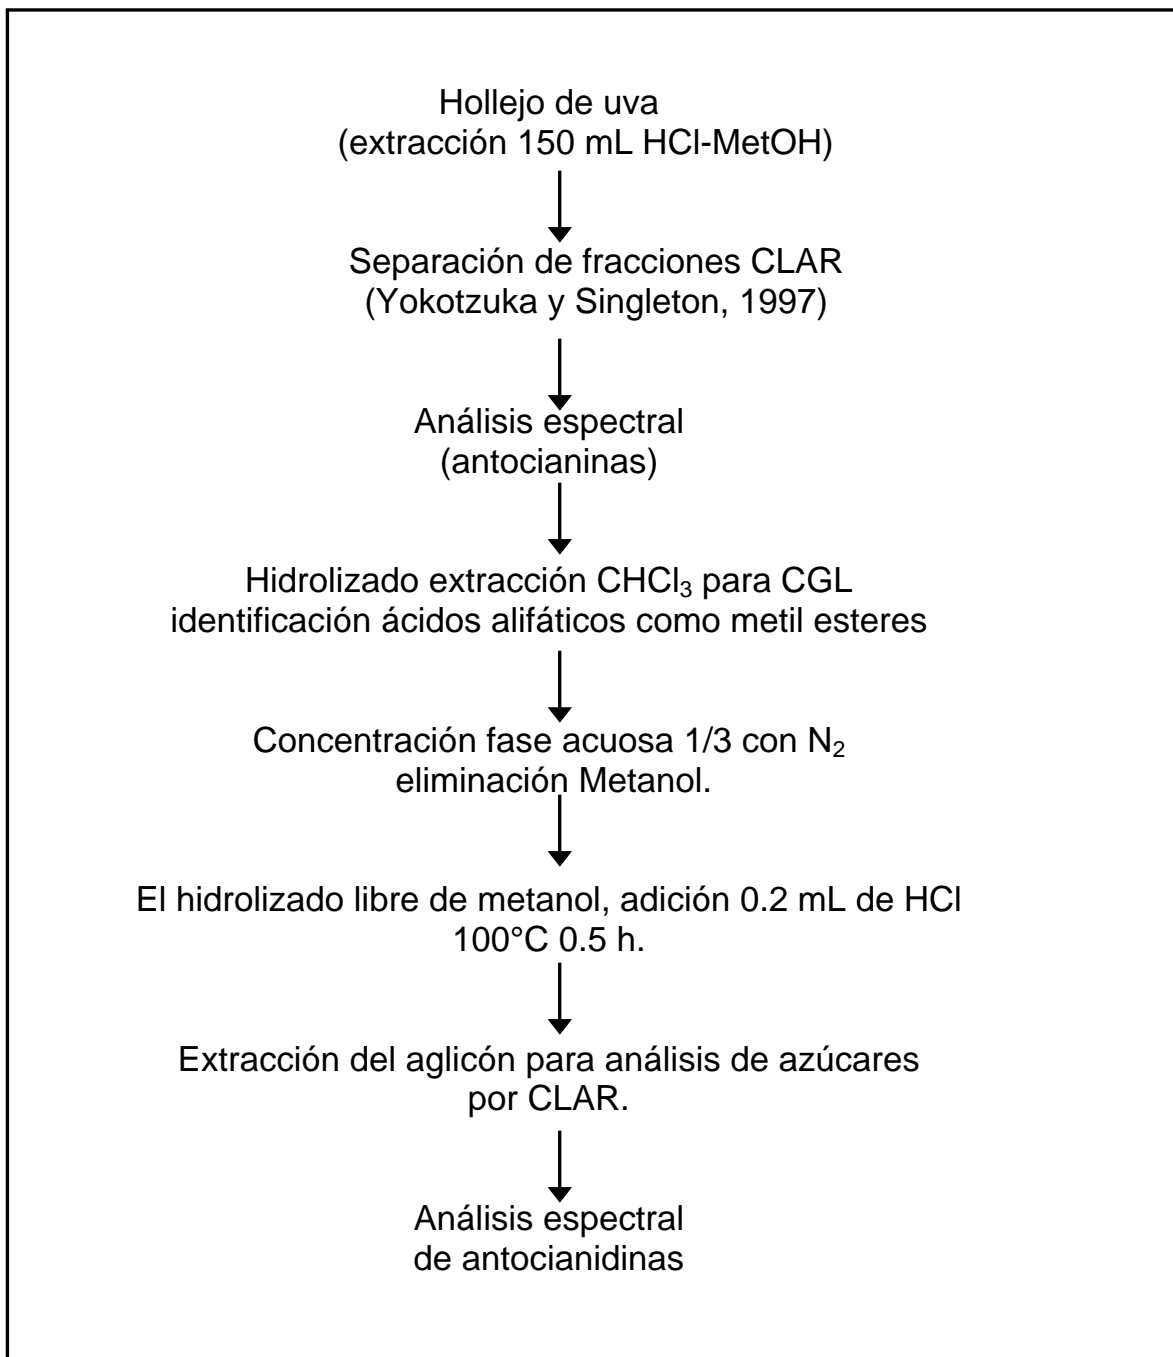 Hollejo de uva
(extracción 150 mL HCl-MetOH)
Separación de fracciones CLAR
(Yokotzuka y Singleton, 1997)
Análisis espectral
(antocianinas)
Hidrolizado extracción CHCl₃ para CGL
identificación ácidos alifáticos como metil esteres
Concentración fase acuosa 1/3 con N₂
eliminación Metanol.
El hidrolizado libre de metanol, adición 0.2 mL de HCl
100°C 0.5 h.
Extracción del aglicón para análisis de azúcares
por CLAR.
Análisis espectral
de antocianidinas